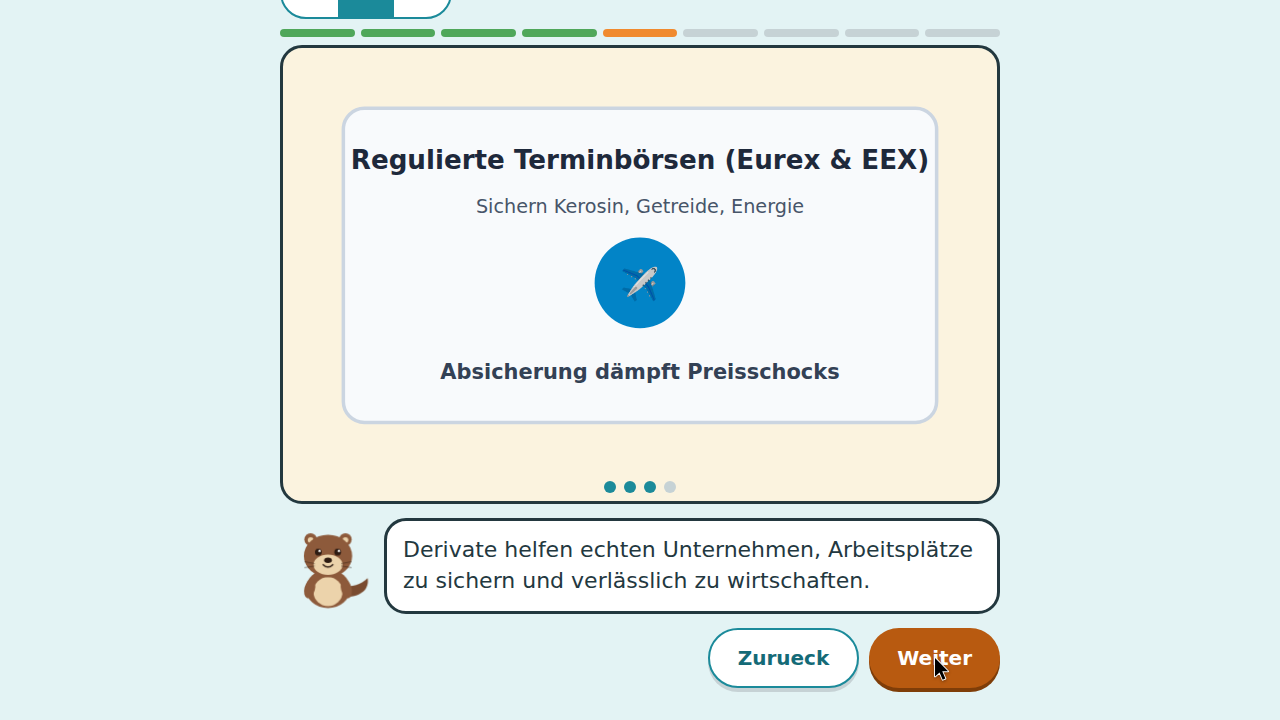 Regulierte Terminbörsen (Eurex & EEX)
Sichern Kerosin, Getreide, Energie
Absicherung dämpft Preisschocks
Derivate helfen echten Unternehmen, Arbeitsplätze
zu sichern und verlässlich zu wirtschaften.
Zurueck
Weiter